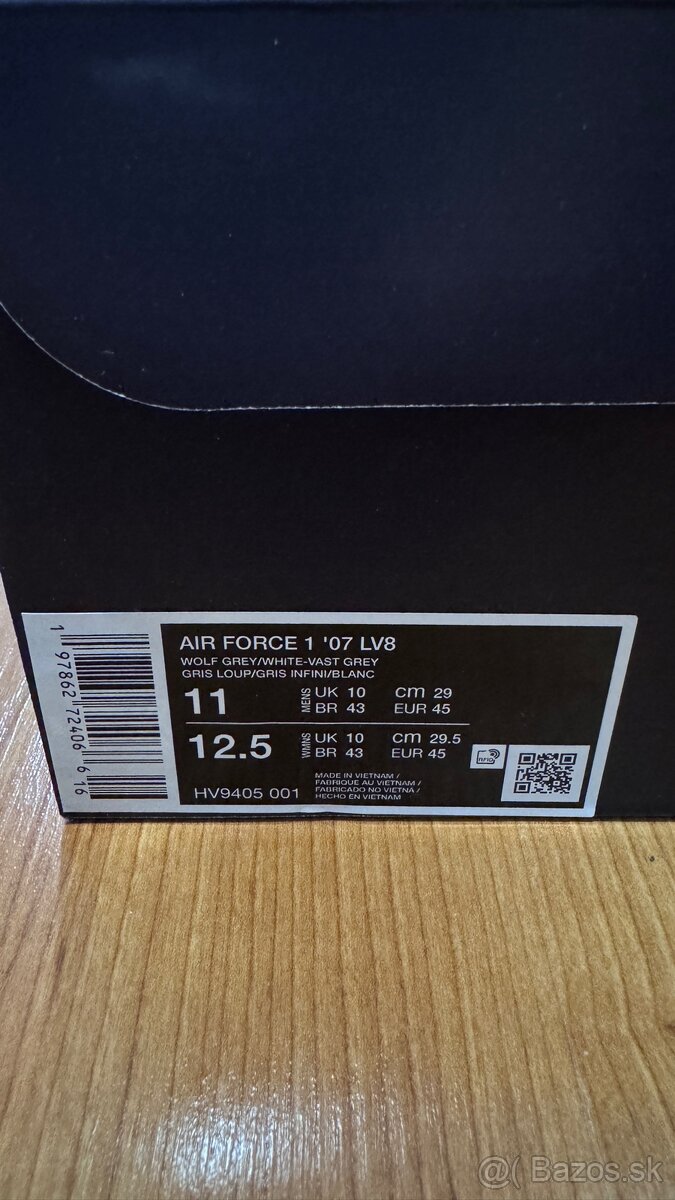 AIR FORCE 1 '07 LV8
WOLF GREY/WHITE-VAST GREY
GRIS LOUP/GRIS INFINI/BLANC
11 MENS UK 10 cm 29
BR 43 EUR 45
12.5 WMNS UK 10 cm 29.5
BR 43 EUR 45
HV9405 001
MADE IN VIETNAM /
FABRIQUE AU VIETNAM /
FABRICADO NO VIETNÃ /
HECHO EN VIETNAM
RFID
1 97862 72406 6 16
@( Bazos.sk